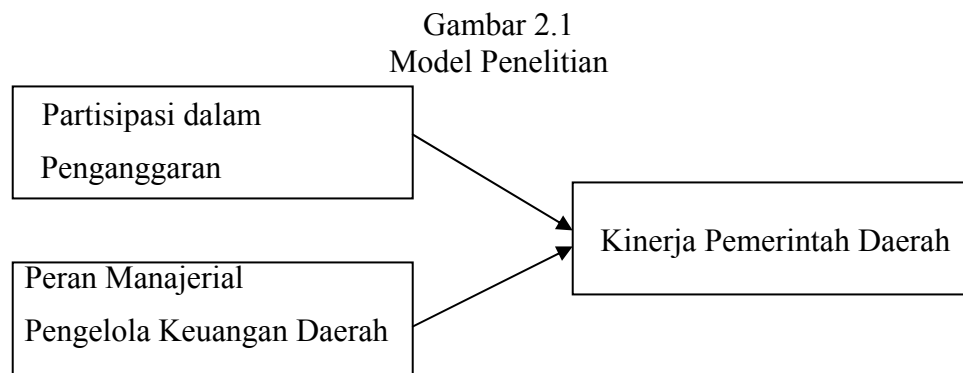 Gambar 2.1
Model Penelitian
Partisipasi dalam
Penganggaran
Kinerja Pemerintah Daerah
Peran Manajerial
Pengelola Keuangan Daerah